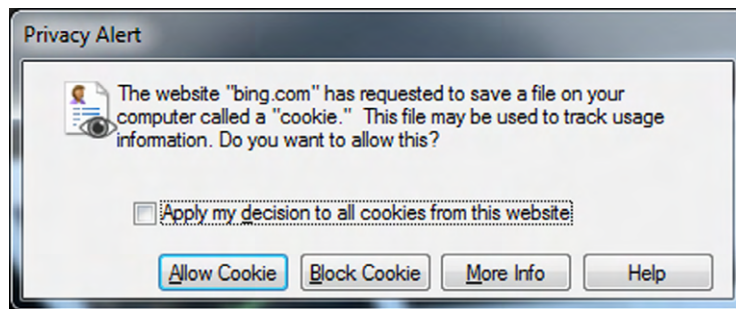 Privacy Alert
The website "bing.com" has requested to save a file on your
computer called a "cookie."  This file may be used to track usage
information. Do you want to allow this?
Apply my decision to all cookies from this website
Allow Cookie
Block Cookie
More Info
Help